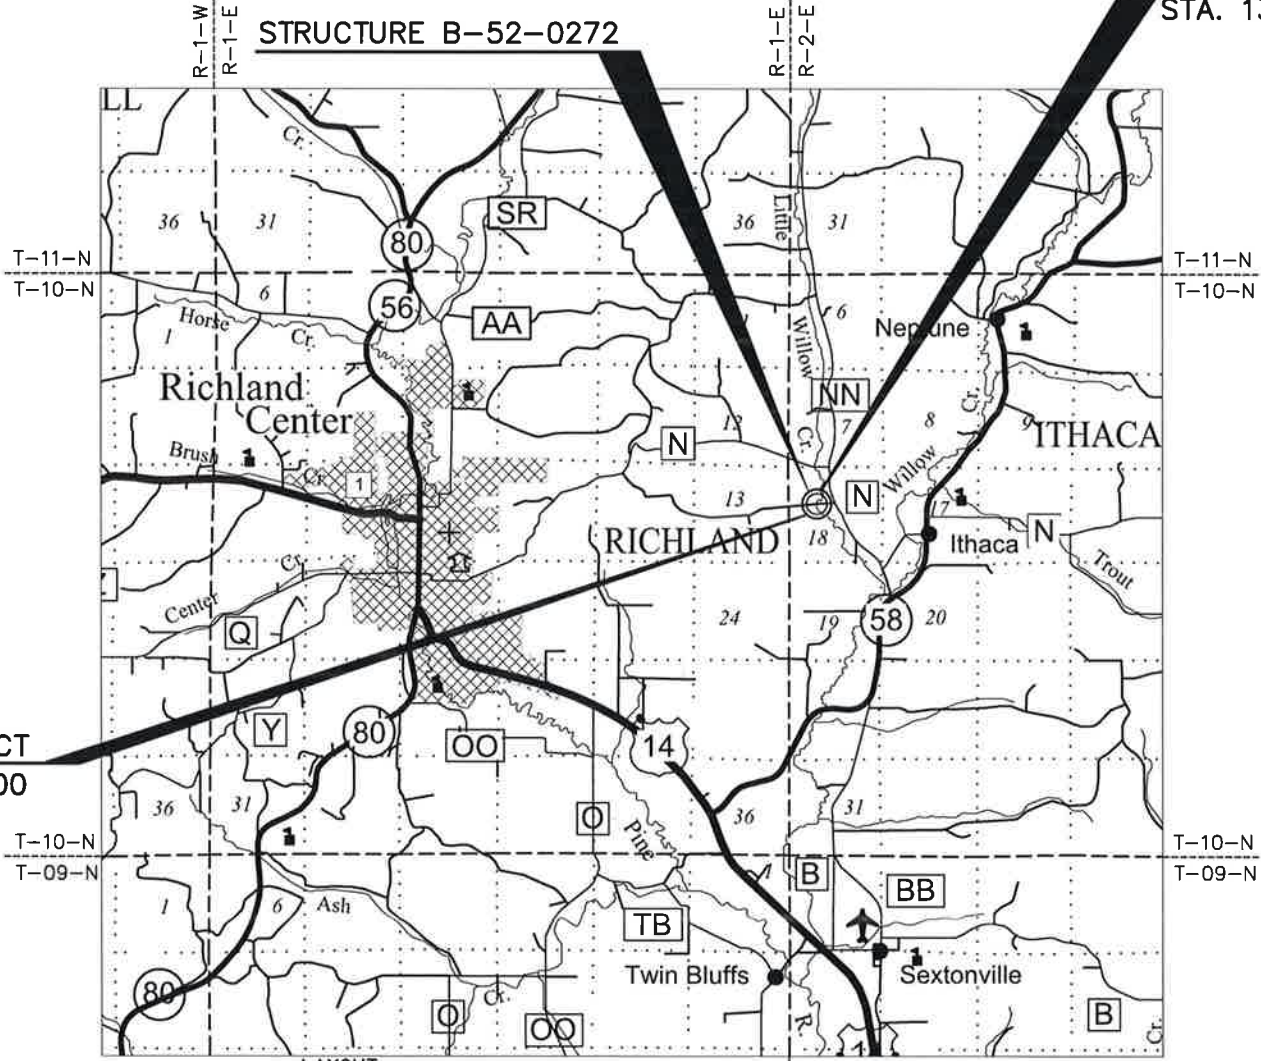 R-1-W
R-1-E
STRUCTURE B-52-0272
R-1-E
R-2-E
STA. 13
LL
Cr.
SR
36
31
80
Little
36
31
T-11-N
T-10-N
T-11-N
T-10-N
6
56
Horse
Cr.
1
AA
Willow
6
Neptune
Richland
Center
NN
Cr.
12
7
8
9
ITHACA
Brush
Cr.
1
N
Cr.
Willow
13
N
17
RICHLAND
18
Ithaca
N
Trout
Cr.
Center
Q
24
19
58
20
Y
80
OO
14
CT
00
36
31
O
Pine
36
31
T-10-N
T-09-N
T-10-N
T-09-N
1
6
Ash
1
B
BB
TB
Twin Bluffs
Sextonville
80
O
Cr.
OO
R.
B
Cr.
1
LAYOUT